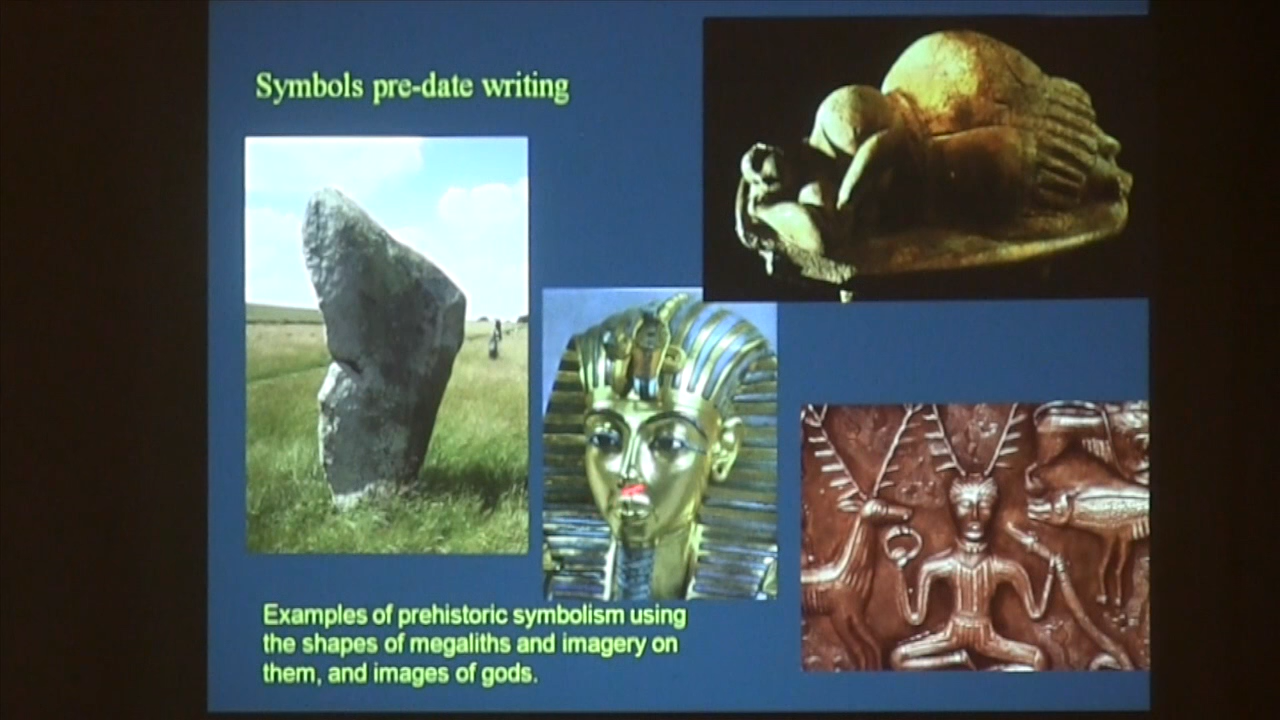 Symbols pre-date writing
Examples of prehistoric symbolism using
the shapes of megaliths and imagery on
them, and images of gods.